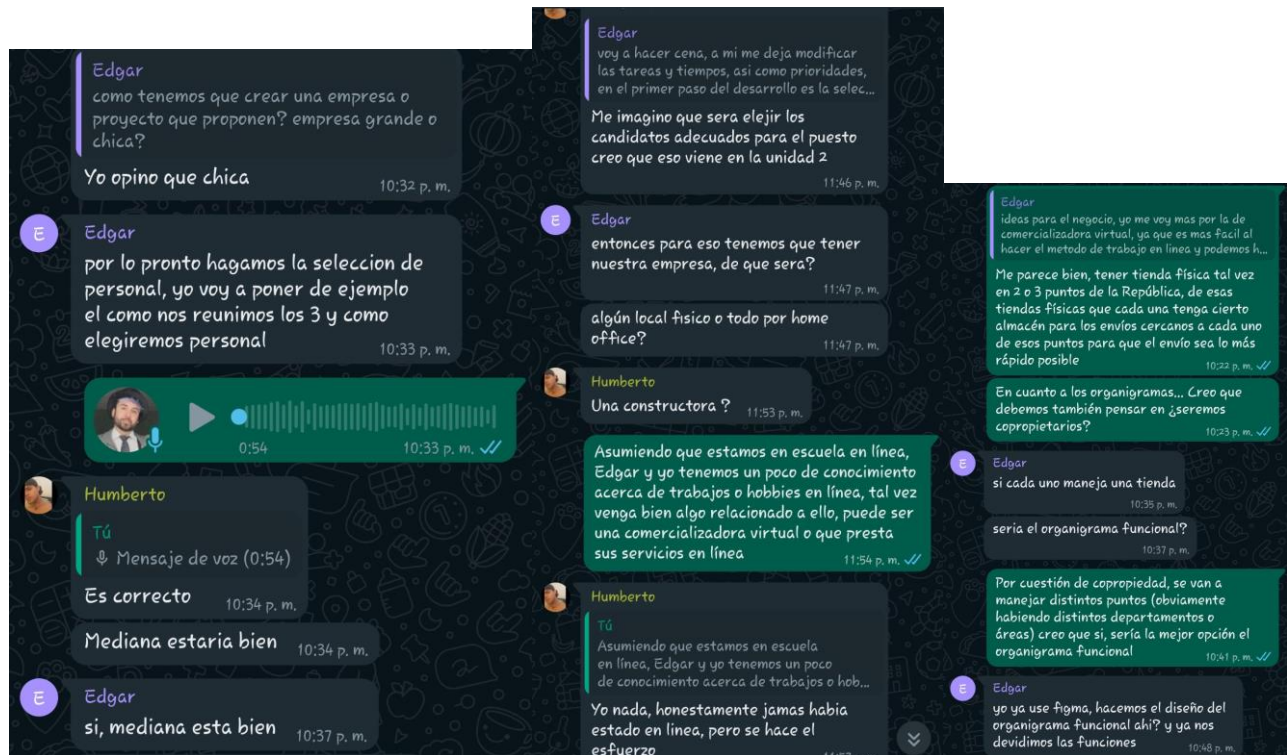 Edgar
como tenemos que crear una empresa o
proyecto que proponen? empresa grande o
chica?
Yo opino que chica
10:32 p. m.
E
Edgar
por lo pronto hagamos la seleccion de
personal, yo voy a poner de ejemplo
el como nos reunimos los 3 y como
elegiremos personal
10:33 p. m.
0:54
10:33 p. m.
Humberto
Tú
Mensaje de voz (0:54)
Es correcto
10:34 p. m.
Mediana estaria bien
10:34 p. m.
E
Edgar
si, mediana esta bien
10:37 p. m.
Edgar
voy a hacer cena, a mi me deja modificar
las tareas y tiempos, asi como prioridades,
en el primer paso del desarrollo es la selec...
Me imagino que sera elejir los
candidatos adecuados para el puesto
creo que eso viene en la unidad 2
11:46 p. m.
E
Edgar
entonces para eso tenemos que tener
nuestra empresa, de que sera?
11:47 p. m.
algún local fisico o todo por home
office?
11:47 p. m.
Humberto
Una constructora ?
11:53 p. m.
Asumiendo que estamos en escuela en línea,
Edgar y yo tenemos un poco de conocimiento
acerca de trabajos o hobbies en línea, tal vez
venga bien algo relacionado a ello, puede ser
una comercializadora virtual o que presta
sus servicios en línea
11:54 p. m.
Humberto
Tú
Asumiendo que estamos en escuela
en línea, Edgar y yo tenemos un poco
de conocimiento acerca de trabajos o hob...
Yo nada, honestamente jamas habia
estado en linea, pero se hace el
esfuerzo
Edgar
ideas para el negocio, yo me voy mas por la de
comercializadora virtual, ya que es mas facil al
hacer el metodo de trabajo en linea y podemos h...
Me parece bien, tener tienda física tal vez
en 2 o 3 puntos de la República, de esas
tiendas físicas que cada una tenga cierto
almacén para los envíos cercanos a cada uno
de esos puntos para que el envío sea lo más
rápido posible
10:22 p. m.
En cuanto a los organigramas... Creo que
debemos también pensar en ¿seremos
copropietarios?
10:23 p. m.
E
Edgar
si cada uno maneja una tienda
10:35 p. m.
seria el organigrama funcional?
10:37 p. m.
Por cuestión de copropiedad, se van a
manejar distintos puntos (obviamente
habiendo distintos departamentos o
áreas) creo que si, sería la mejor opción el
organigrama funcional
10:41 p. m.
E
Edgar
yo ya use figma, hacemos el diseño del
organigrama funcional ahi? y ya nos
devidimos las funciones
10:48 p. m.